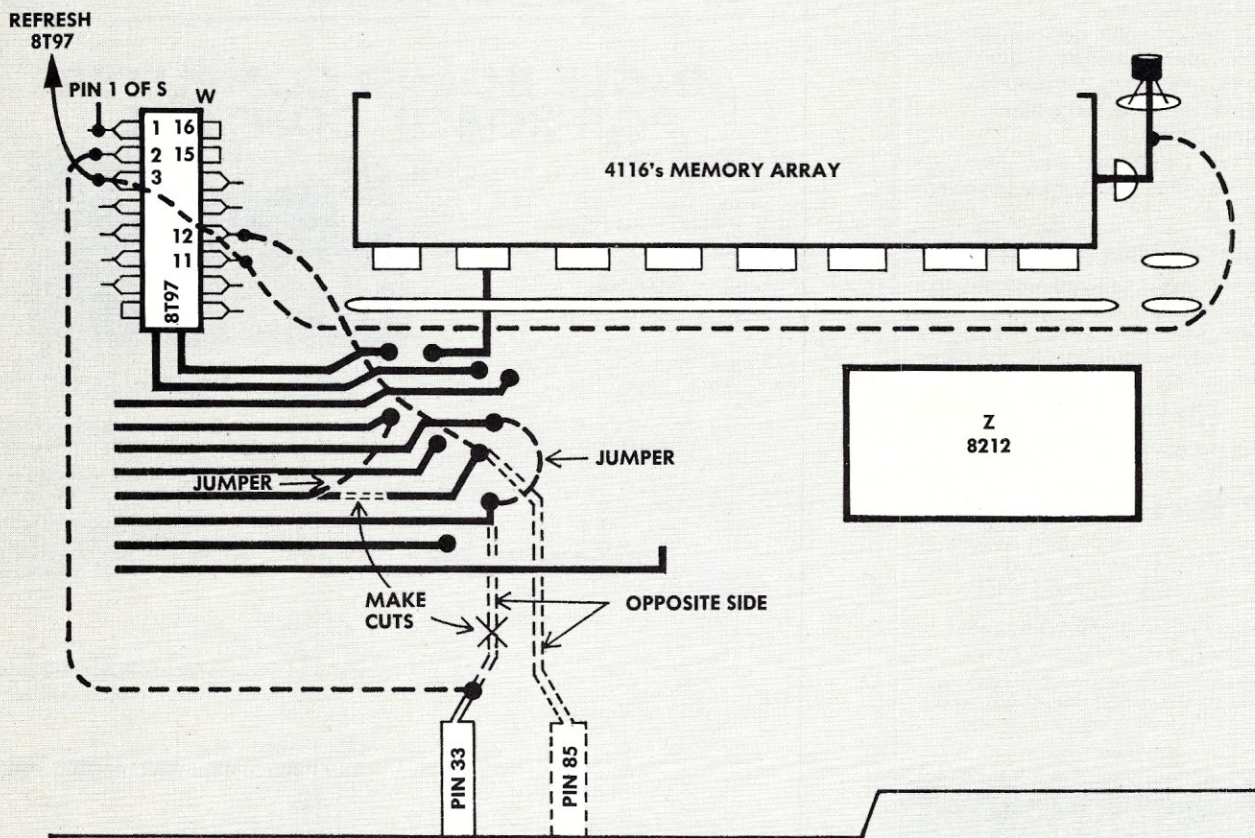 REFRESH
8T97
PIN 1 OF S
W
1 16
2 15
3
12
11
8T97
4116's MEMORY ARRAY
Z
8212
JUMPER
JUMPER
MAKE
CUTS
OPPOSITE SIDE
PIN 33
PIN 85